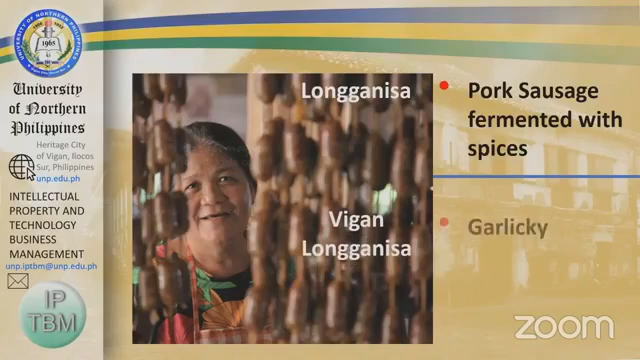 1965
University
of Northern
Philippines
Heritage City
of Vigan, Ilocos
Sur, Philippines
unp.edu.ph
INTELLECTUAL
PROPERTY AND
TECHNOLOGY
BUSINESS
MANAGEMENT
unp.iptbm@unp.edu.ph
IP
TBM
Longganisa
Vigan
Longganisa
Pork Sausage
fermented with
spices
Garlicky
zoom